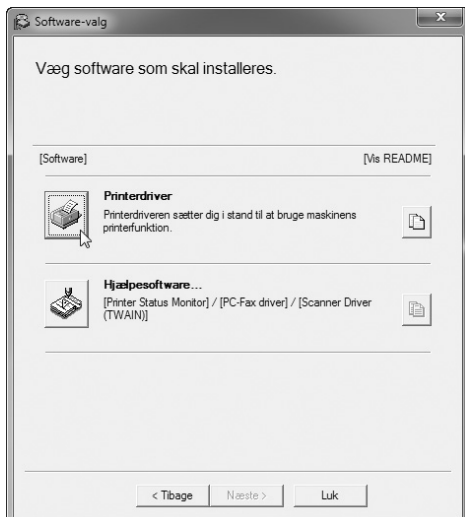 Software-valg
Væg software som skal installeres.
[Software] [Vis README]
Printerdriver
Printerdriveren sætter dig i stand til at bruge maskinens
printerfunktion.
Hjælpesoftware...
[Printer Status Monitor] / [PC-Fax driver] / [Scanner Driver
(TWAIN)]
< Tibage Næste > Luk